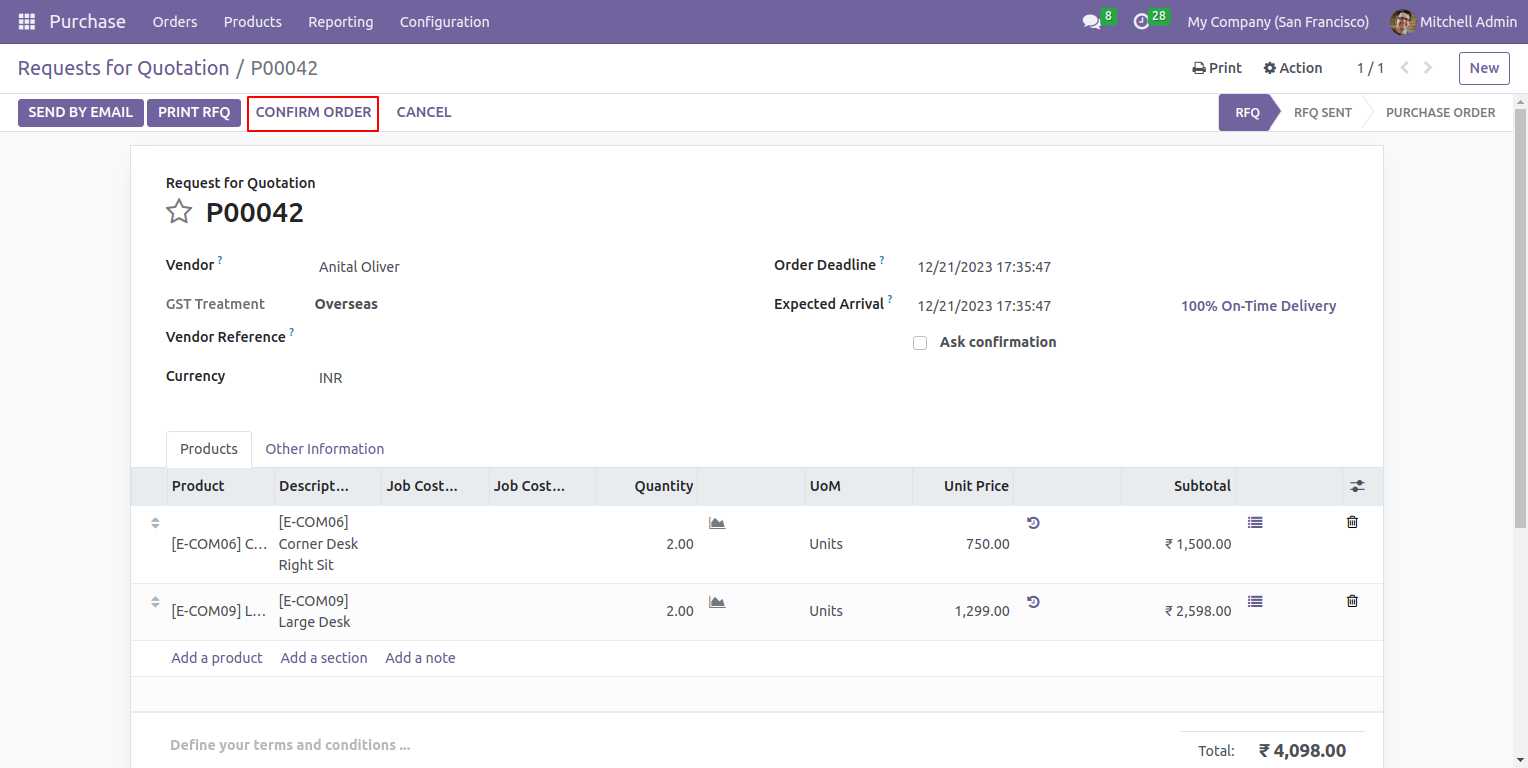 Purchase Orders Products Reporting Configuration 8 28 My Company (San Francisco) Mitchell Admin
Requests for Quotation / P00042 Print Action 1 / 1 New
SEND BY EMAIL PRINT RFQ CONFIRM ORDER CANCEL RFQ RFQ SENT PURCHASE ORDER
Request for Quotation
P00042
Vendor ? Anital Oliver Order Deadline ? 12/21/2023 17:35:47
GST Treatment Overseas Expected Arrival ? 12/21/2023 17:35:47 100% On-Time Delivery
Vendor Reference ? Ask confirmation
Currency INR
Products Other Information
Product Descript... Job Cost... Job Cost... Quantity UoM Unit Price Subtotal
[E-COM06]
[E-COM06] C... Corner Desk 2.00 Units 750.00 ₹ 1,500.00
Right Sit
[E-COM09]
[E-COM09] L... Large Desk 2.00 Units 1,299.00 ₹ 2,598.00
Add a product Add a section Add a note
Define your terms and conditions ... Total: ₹ 4,098.00